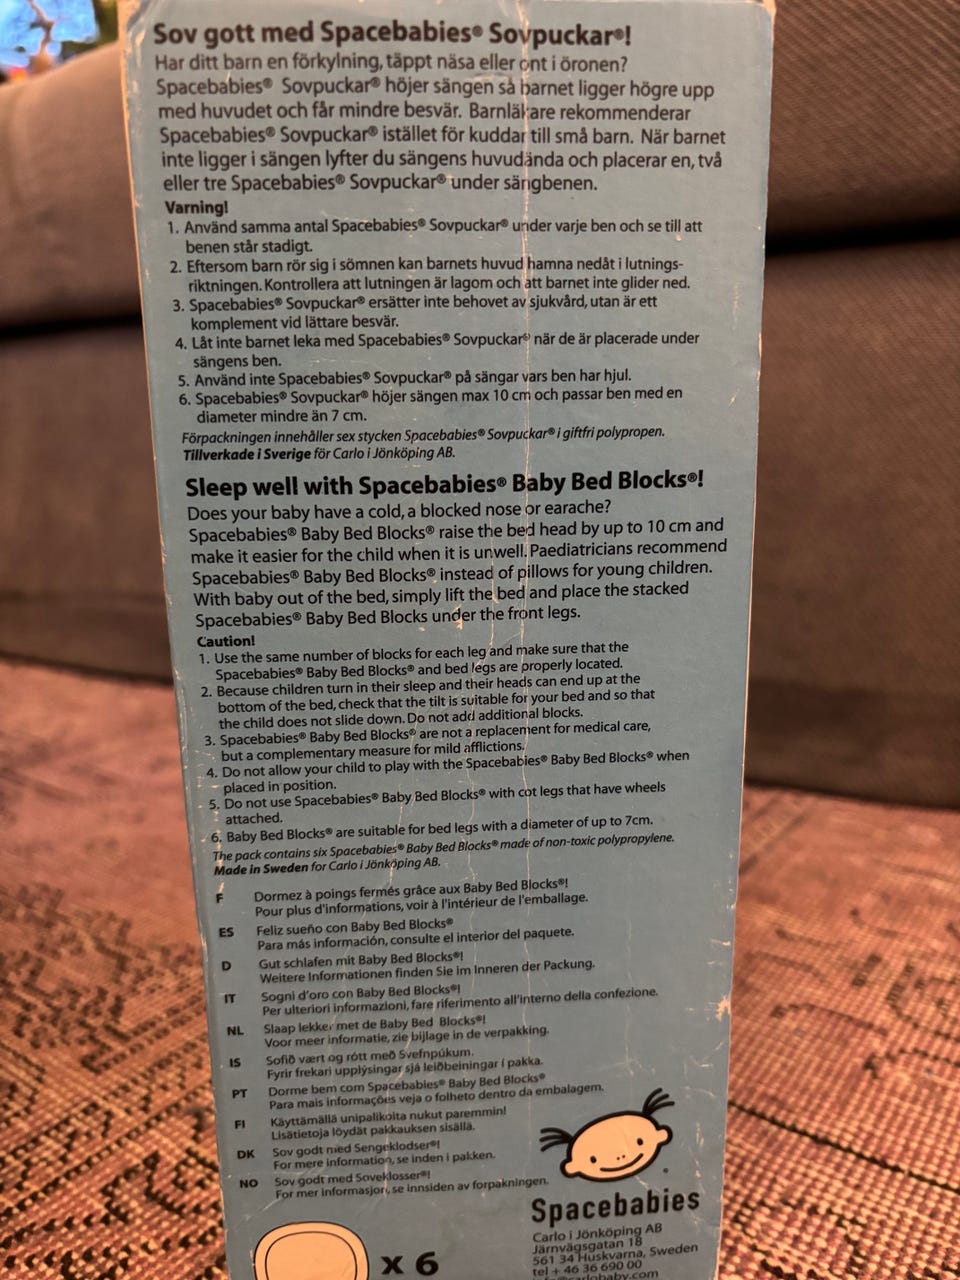 Sov gott med Spacebabies® Sovpuckar®!
Har ditt barn en förkylning, täppt näsa eller ont i öronen?
Spacebabies® Sovpuckar® höjer sängen så barnet ligger högre upp
med huvudet och får mindre besvär. Barnläkare rekommenderar
Spacebabies® Sovpuckar® istället för kuddar till små barn. När barnet
inte ligger i sängen lyfter du sängens huvudända och placerar en, två
eller tre Spacebabies® Sovpuckar® under sängbenen.
Varning!
1. Använd samma antal Spacebabies® Sovpuckar® under varje ben och se till att
benen står stadigt.
2. Eftersom barn rör sig i sömnen kan barnets huvud hamna nedåt i lutnings-
riktningen. Kontrollera att lutningen är lagom och att barnet inte glider ned.
3. Spacebabies® Sovpuckar® ersätter inte behovet av sjukvård, utan är ett
komplement vid lättare besvär.
4. Låt inte barnet leka med Spacebabies® Sovpuckar® när de är placerade under
sängens ben.
5. Använd inte Spacebabies® Sovpuckar® på sängar vars ben har hjul.
6. Spacebabies® Sovpuckar® höjer sängen max 10 cm och passar ben med en
diameter mindre än 7 cm.
Förpackningen innehåller sex stycken Spacebabies® Sovpuckar® i giftfri polypropen.
Tillverkade i Sverige för Carlo i Jönköping AB.
Sleep well with Spacebabies® Baby Bed Blocks®!
Does your baby have a cold, a blocked nose or earache?
Spacebabies® Baby Bed Blocks® raise the bed head by up to 10 cm and
make it easier for the child when it is unwell. Paediatricians recommend
Spacebabies® Baby Bed Blocks® instead of pillows for young children.
With baby out of the bed, simply lift the bed and place the stacked
Spacebabies® Baby Bed Blocks under the front legs.
Caution!
1. Use the same number of blocks for each leg and make sure that the
Spacebabies® Baby Bed Blocks® and bed legs are properly located.
2. Because children turn in their sleep and their heads can end up at the
bottom of the bed, check that the tilt is suitable for your bed and so that
the child does not slide down. Do not add additional blocks.
3. Spacebabies® Baby Bed Blocks® are not a replacement for medical care,
but a complementary measure for mild afflictions.
4. Do not allow your child to play with the Spacebabies® Baby Bed Blocks® when
placed in position.
5. Do not use Spacebabies® Baby Bed Blocks® with cot legs that have wheels
attached.
6. Baby Bed Blocks® are suitable for bed legs with a diameter of up to 7cm.
The pack contains six Spacebabies® Baby Bed Blocks® made of non-toxic polypropylene.
Made in Sweden for Carlo i Jönköping AB.
F Dormez à poings fermés grâce aux Baby Bed Blocks®!
Pour plus d'informations, voir à l'intérieur de l'emballage.
ES Feliz sueño con Baby Bed Blocks®
Para más información, consulte el interior del paquete.
D Gut schlafen mit Baby Bed Blocks®!
Weitere Informationen finden Sie im Inneren der Packung.
IT Sogni d'oro con Baby Bed Blocks®!
Per ulteriori informazioni, fare riferimento all'interno della confezione.
NL Slaap lekker met de Baby Bed Blocks®!
Voor meer informatie, zie bijlage in de verpakking.
IS Sofið vært og rótt með Svefnpúkum.
Fyrir frekari upplýsingar sjá leiðbeiningar í pakka.
PT Dorme bem com Spacebabies® Baby Bed Blocks®
Para mais informações veja o folheto dentro da embalagem.
FI Käyttämällä unipalikoita nukut paremmin!
Lisätietoja löydät pakkauksen sisällä.
DK Sov godt med Sengeklodser®!
For mere information, se inden i pakken.
NO Sov godt med Soveklosser®!
For mer informasjon, se innsiden av forpakningen.
x 6
Spacebabies
Carlo i Jönköping AB
Järnvägsgatan 18
561 34 Huskvarna, Sweden
tel + 46 36 690 00